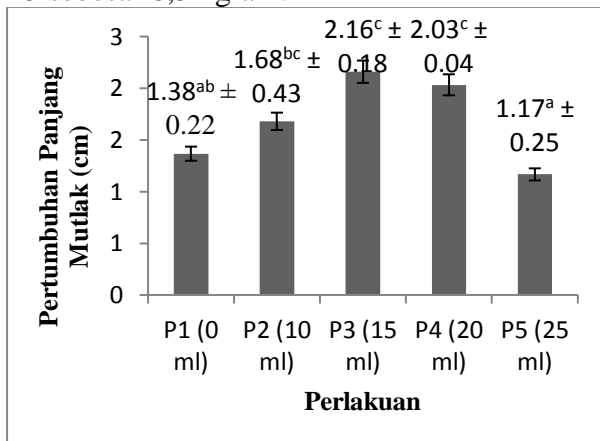 Pertumbuhan Panjang
Mutlak (cm)
3
2
2
1
1
0
1.38ᵃᵇ ±
0.22
1.68ᵇᶜ ±
0.43
2.16ᶜ ±
0.18
2.03ᶜ ±
0.04
1.17ᵃ ±
0.25
P1 (0
ml)
P2 (10
ml)
P3 (15
ml)
P4 (20
ml)
P5 (25
ml)
Perlakuan